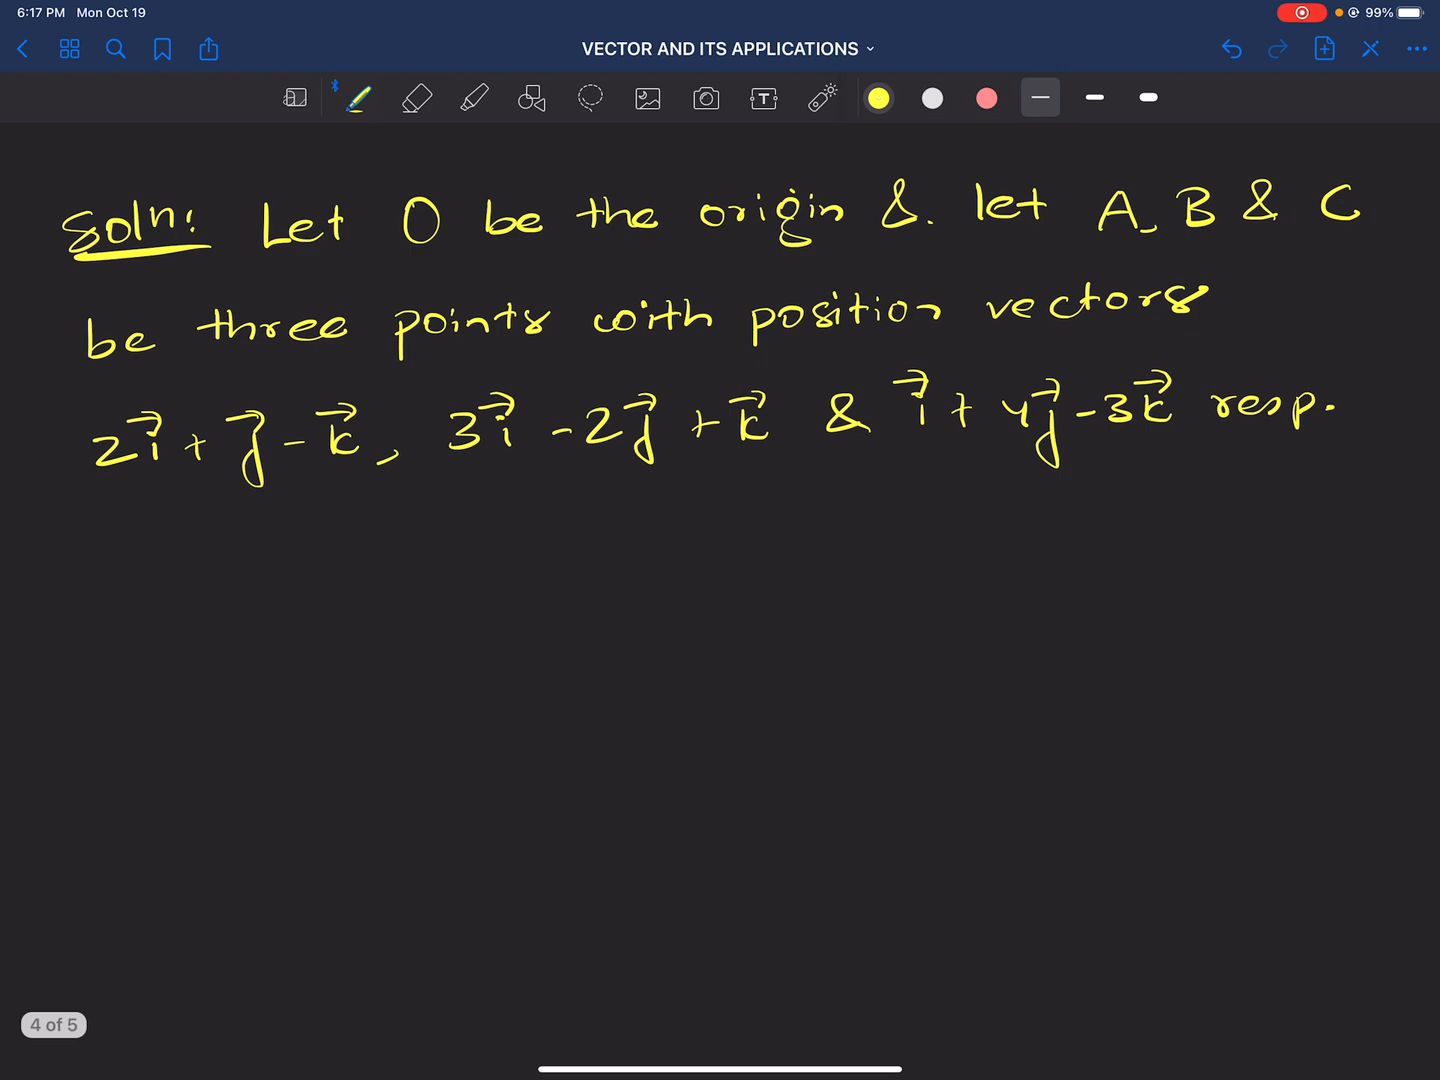 6:17 PM Mon Oct 19
99%
VECTOR AND ITS APPLICATIONS
T
Soln: Let O be the origin &. let A, B & C
be three points with position vectors
2i⃗ + j⃗ - k⃗, 3i⃗ - 2j⃗ + k⃗ & i⃗ + 4j⃗ - 3k⃗ resp.
4 of 5